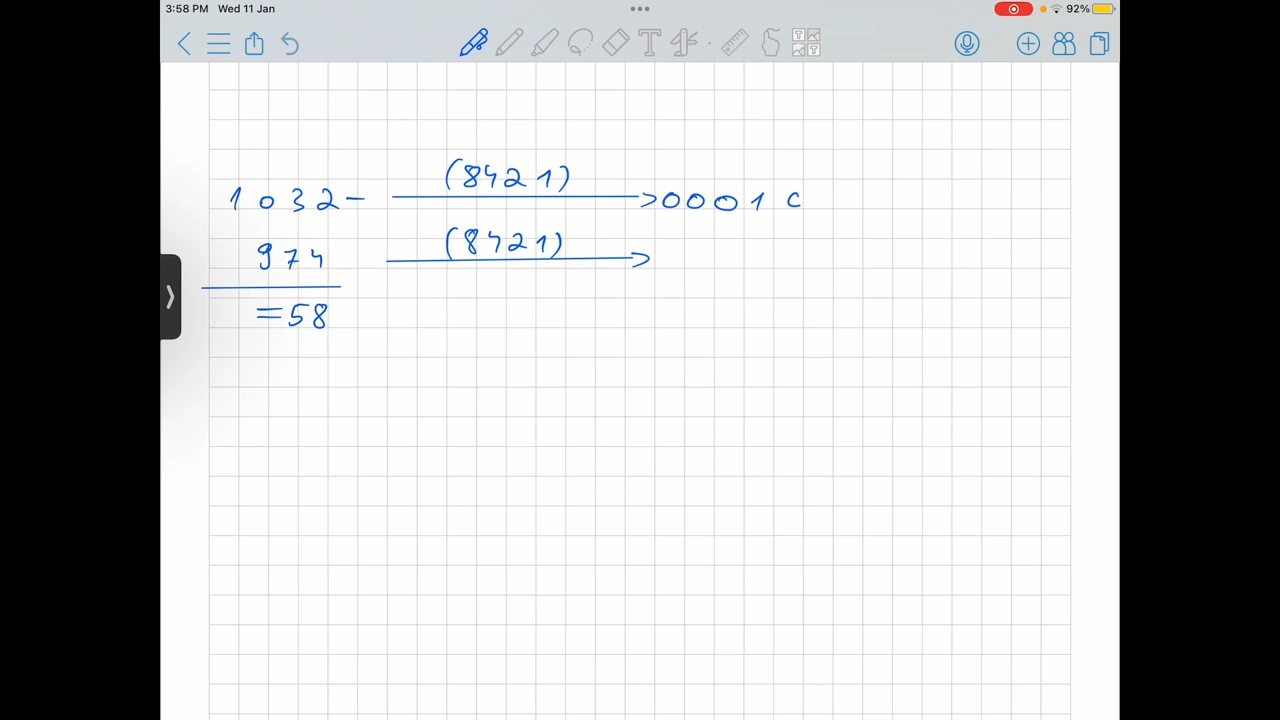 3:58 PM Wed 11 Jan 92%
1032- (8421) 0001 c
974 (8421)
=58